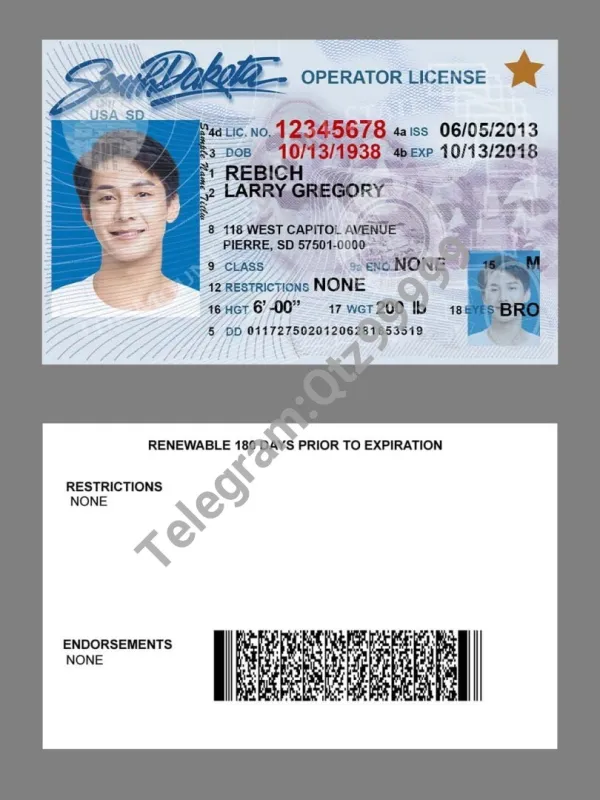 South Dakota
OPERATOR LICENSE
USA SD
4d LIC. NO. 12345678 4a ISS 06/05/2013
3 DOB 10/13/1938 4b EXP 10/13/2018
1 REBICH
2 LARRY GREGORY
8 118 WEST CAPITOL AVENUE
PIERRE, SD 57501-0000
9 CLASS 9a END NONE 15 M
12 RESTRICTIONS NONE
16 HGT 6'-00" 17 WGT 200 lb 18 EYES BRO
5 DD 01172750201206281653519
Telegram:Qtz99999
RENEWABLE 180 DAYS PRIOR TO EXPIRATION
RESTRICTIONS
NONE
ENDORSEMENTS
NONE